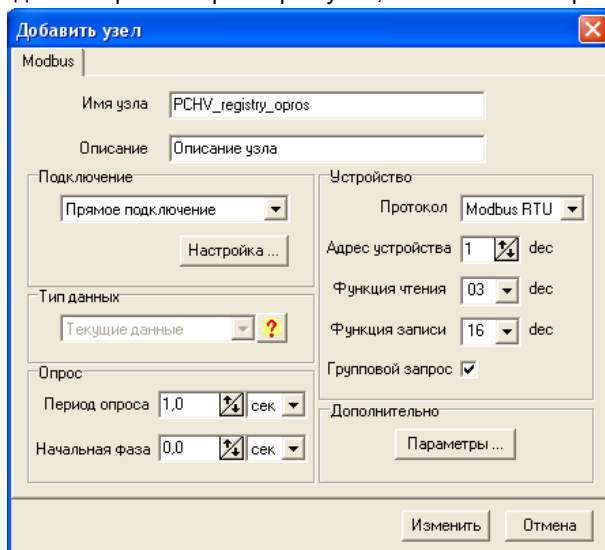 Добавить узел
Modbus
Имя узла PCHV_registry_opros
Описание Описание узла
Подключение
Прямое подключение
Настройка ...
Тип данных
Текущие данные ?
Опрос
Период опроса 1,0 сек
Начальная фаза 0,0 сек
Устройство
Протокол Modbus RTU
Адрес устройства 1 dec
Функция чтения 03 dec
Функция записи 16 dec
Групповой запрос
Дополнительно
Параметры ...
Изменить Отмена